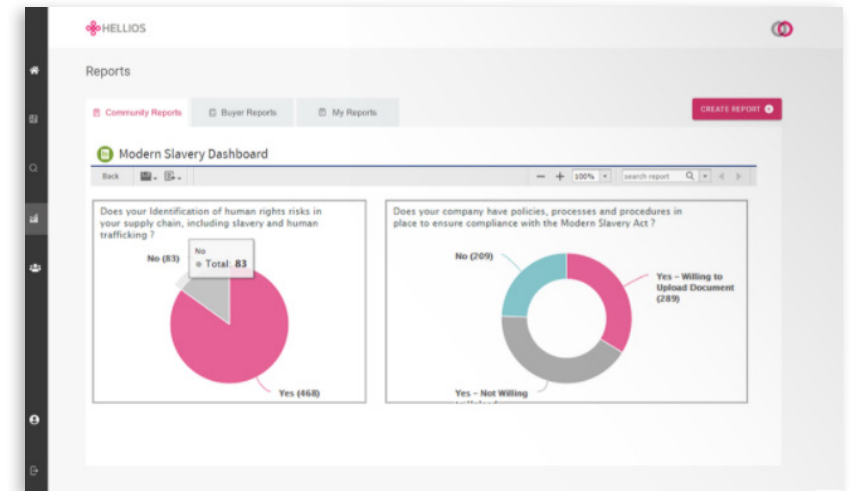 HELLIOS
Reports
Community Reports
Buyer Reports
My Reports
CREATE REPORT
Modern Slavery Dashboard
Back
100%
search report
Does your Identification of human rights risks in
your supply chain, including slavery and human
trafficking ?
No (83)
No
Total: 83
Yes (468)
Does your company have policies, processes and procedures in
place to ensure compliance with the Modern Slavery Act ?
No (209)
Yes – Willing to
Upload Document
(289)
Yes – Not Willing